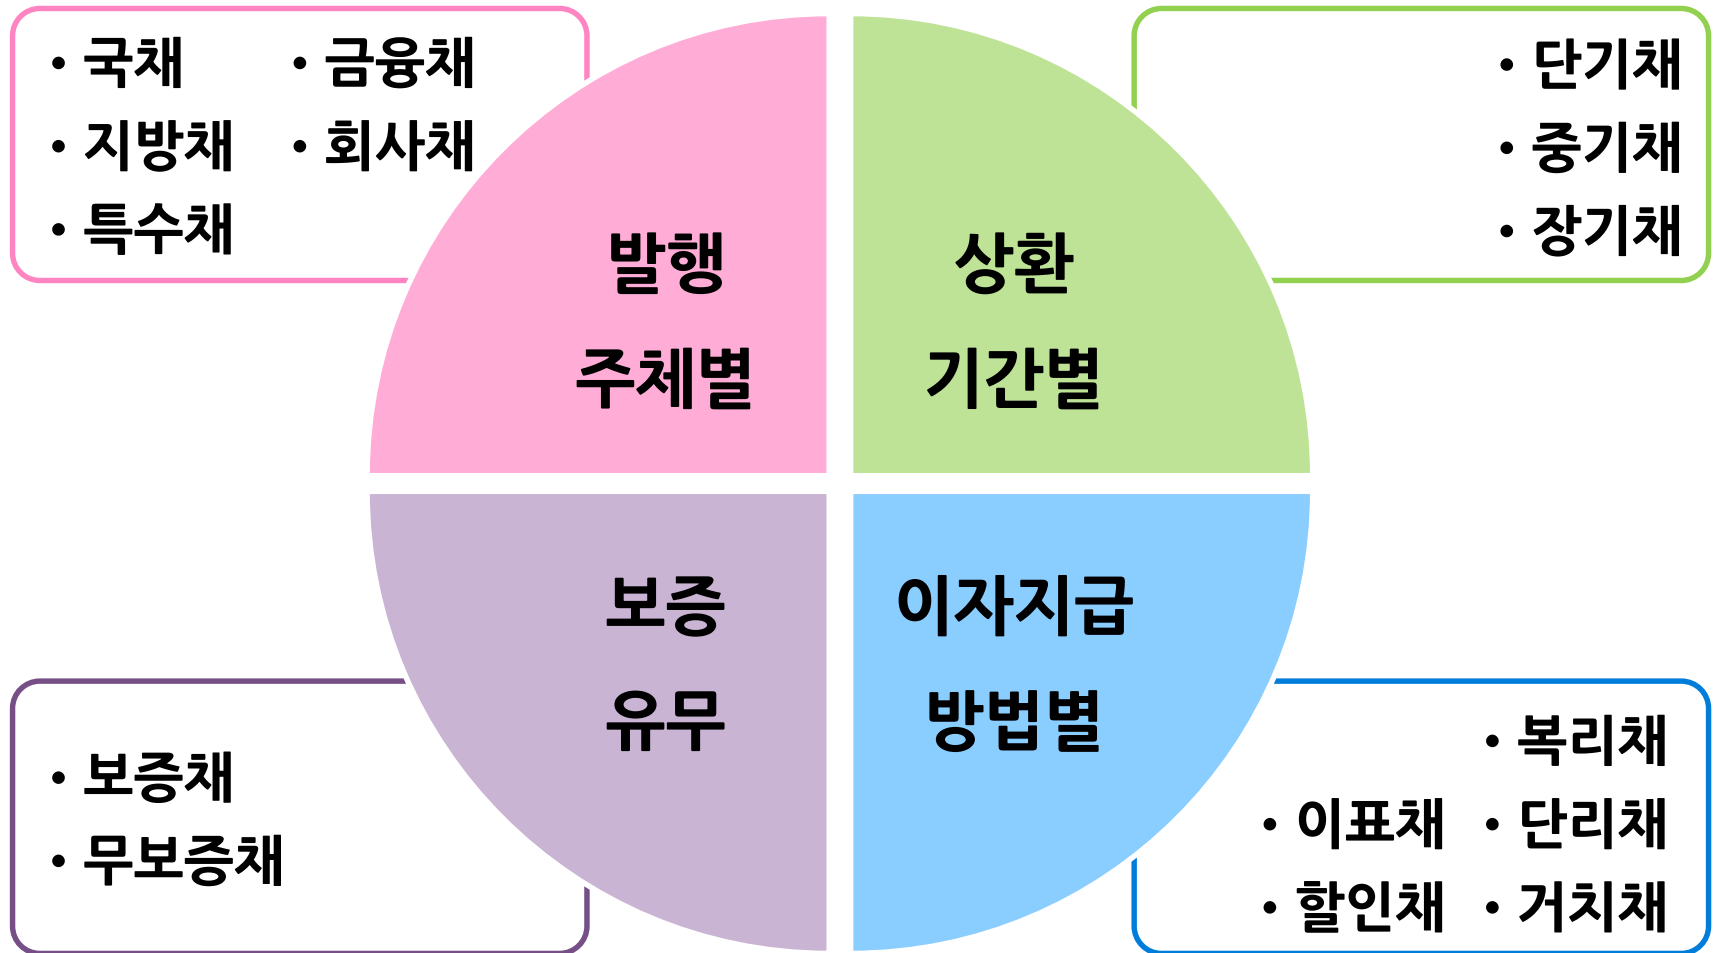 • 국채
• 지방채
• 특수채
• 금융채
• 회사채
발행
주체별
상환
기간별
• 단기채
• 중기채
• 장기채
보증
유무
• 보증채
• 무보증채
이자지급
방법별
• 이표채
• 할인채
• 복리채
• 단리채
• 거치채